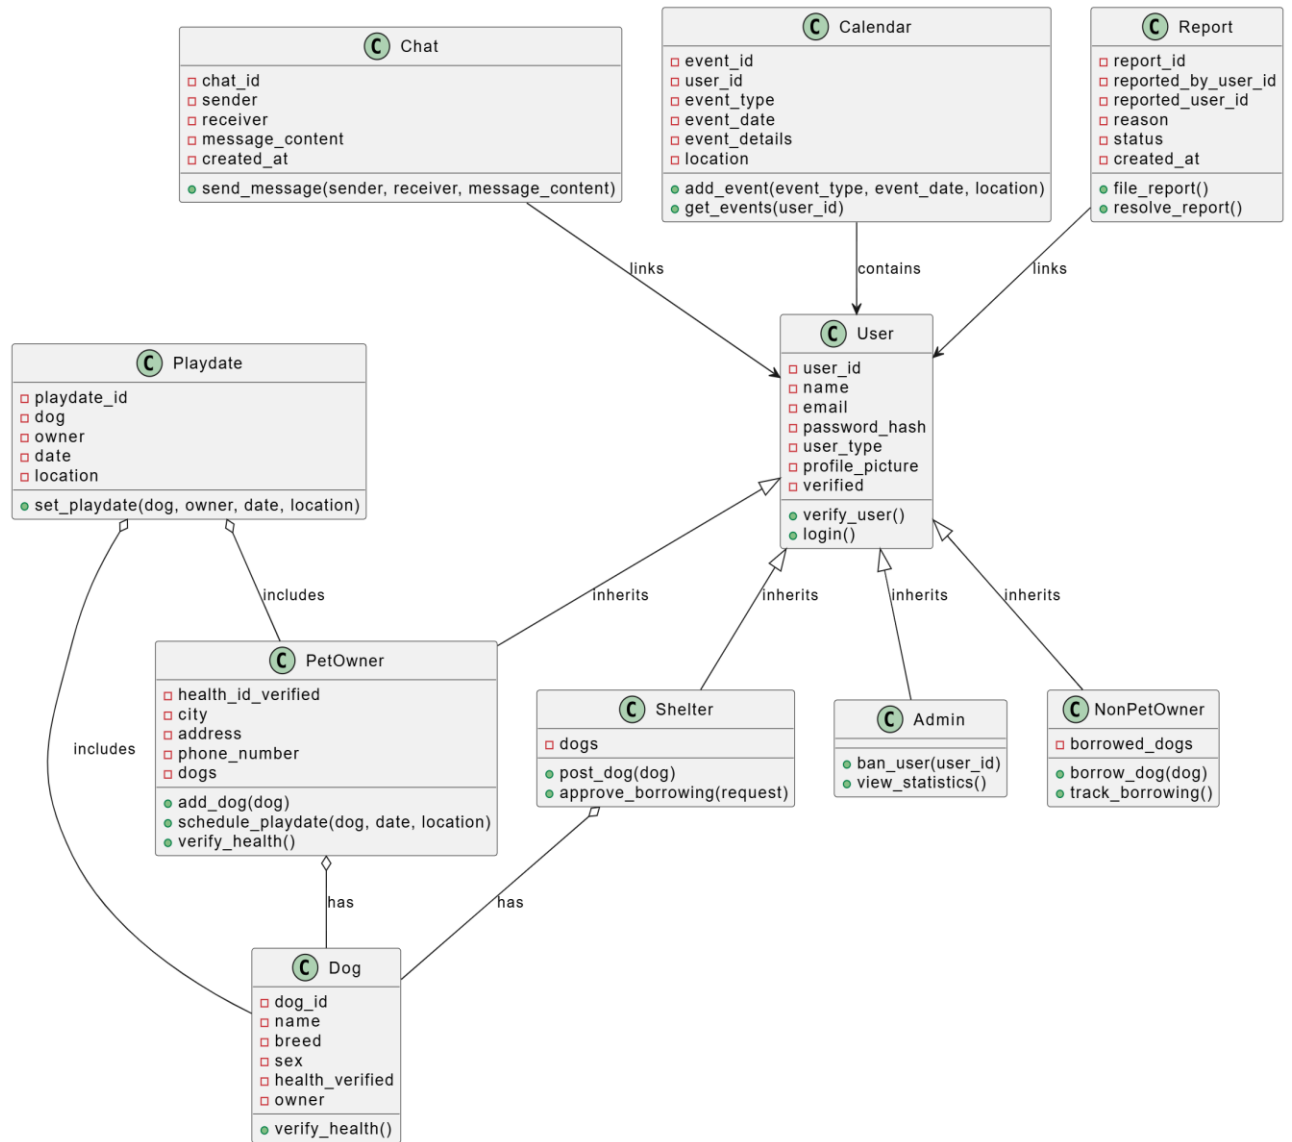 C Chat
chat_id
sender
receiver
message_content
created_at
send_message(sender, receiver, message_content)
C Calendar
event_id
user_id
event_type
event_date
event_details
location
add_event(event_type, event_date, location)
get_events(user_id)
C Report
report_id
reported_by_user_id
reported_user_id
reason
status
created_at
file_report()
resolve_report()
links
contains
links
C Playdate
playdate_id
dog
owner
date
location
set_playdate(dog, owner, date, location)
C User
user_id
name
email
password_hash
user_type
profile_picture
verified
verify_user()
login()
includes
inherits
inherits
inherits
inherits
C PetOwner
health_id_verified
city
address
phone_number
dogs
add_dog(dog)
schedule_playdate(dog, date, location)
verify_health()
C Shelter
dogs
post_dog(dog)
approve_borrowing(request)
C Admin
ban_user(user_id)
view_statistics()
C NonPetOwner
borrowed_dogs
borrow_dog(dog)
track_borrowing()
includes
has
has
C Dog
dog_id
name
breed
sex
health_verified
owner
verify_health()